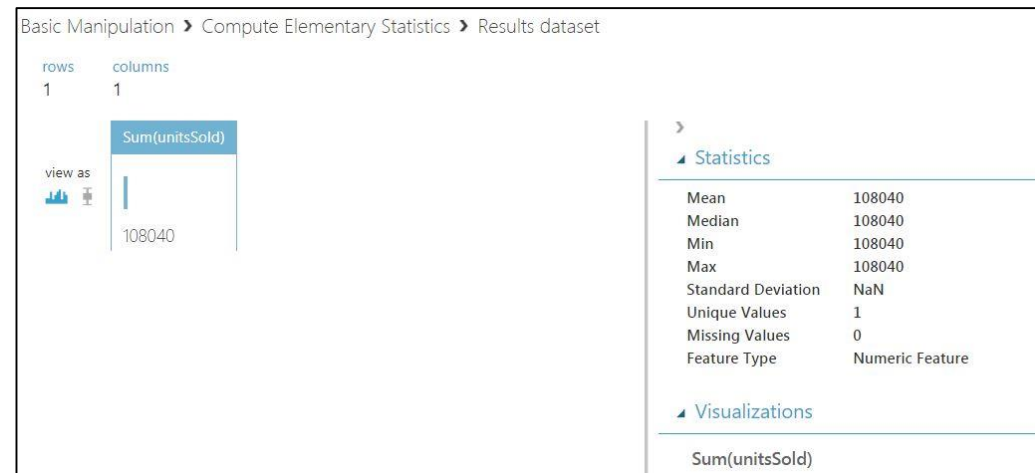 Basic Manipulation › Compute Elementary Statistics › Results dataset
rows columns
1 1
Sum(unitsSold)
view as
108040
Statistics
Mean 108040
Median 108040
Min 108040
Max 108040
Standard Deviation NaN
Unique Values 1
Missing Values 0
Feature Type Numeric Feature
Visualizations
Sum(unitsSold)